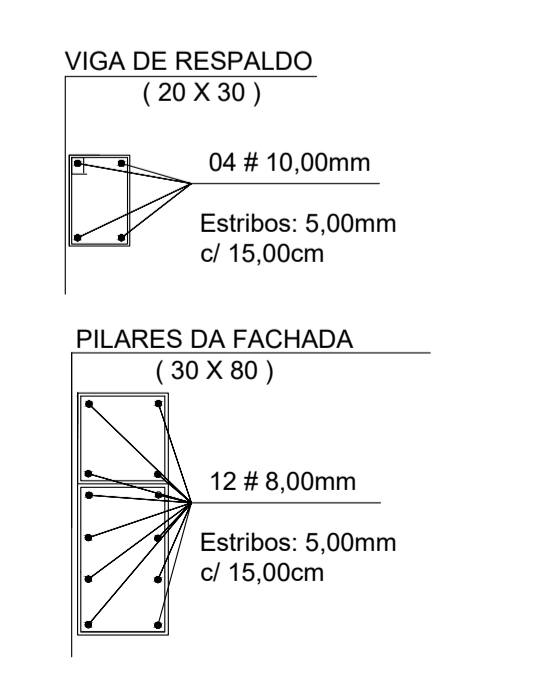 VIGA DE RESPALDO
( 20 X 30 )
04 # 10,00mm
Estribos: 5,00mm
c/ 15,00cm
PILARES DA FACHADA
( 30 X 80 )
12 # 8,00mm
Estribos: 5,00mm
c/ 15,00cm